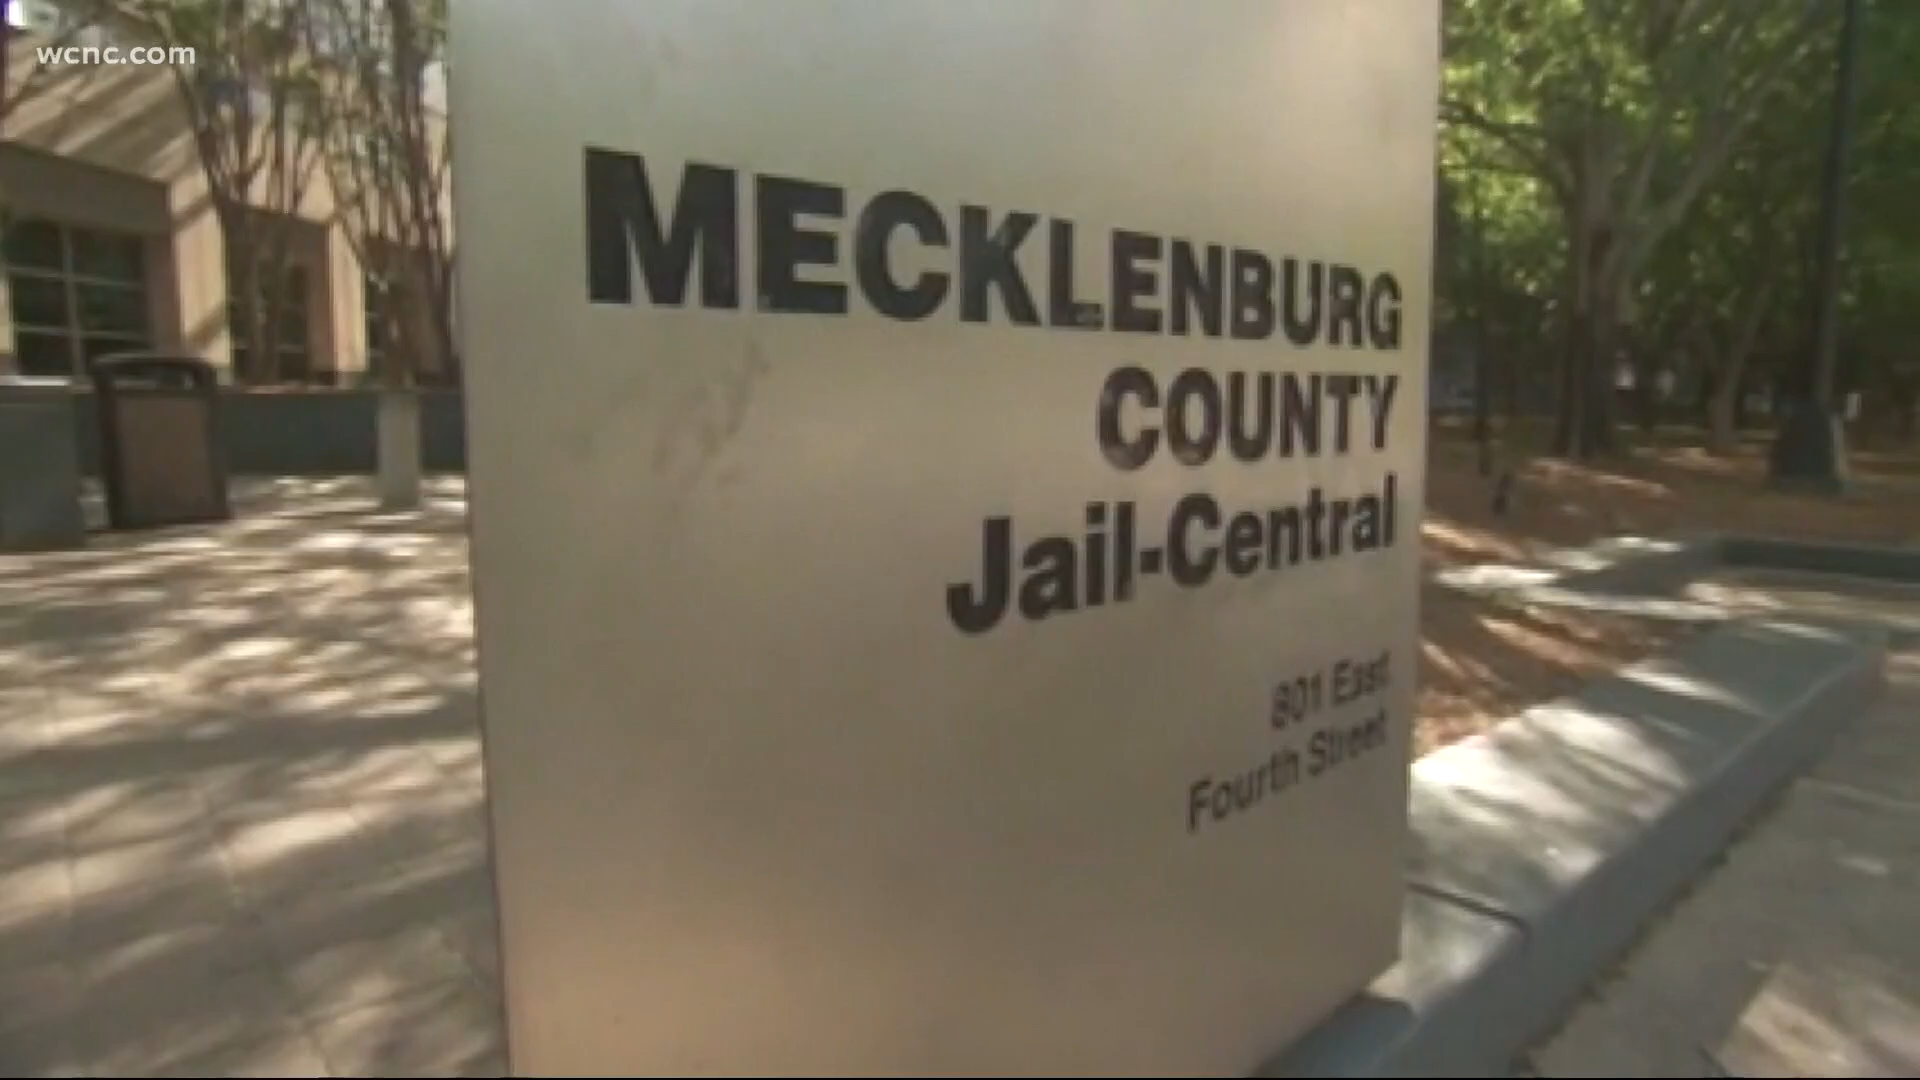 wcnc.com
MECKLENBURG
COUNTY
Jail-Central
801 East
Fourth Street